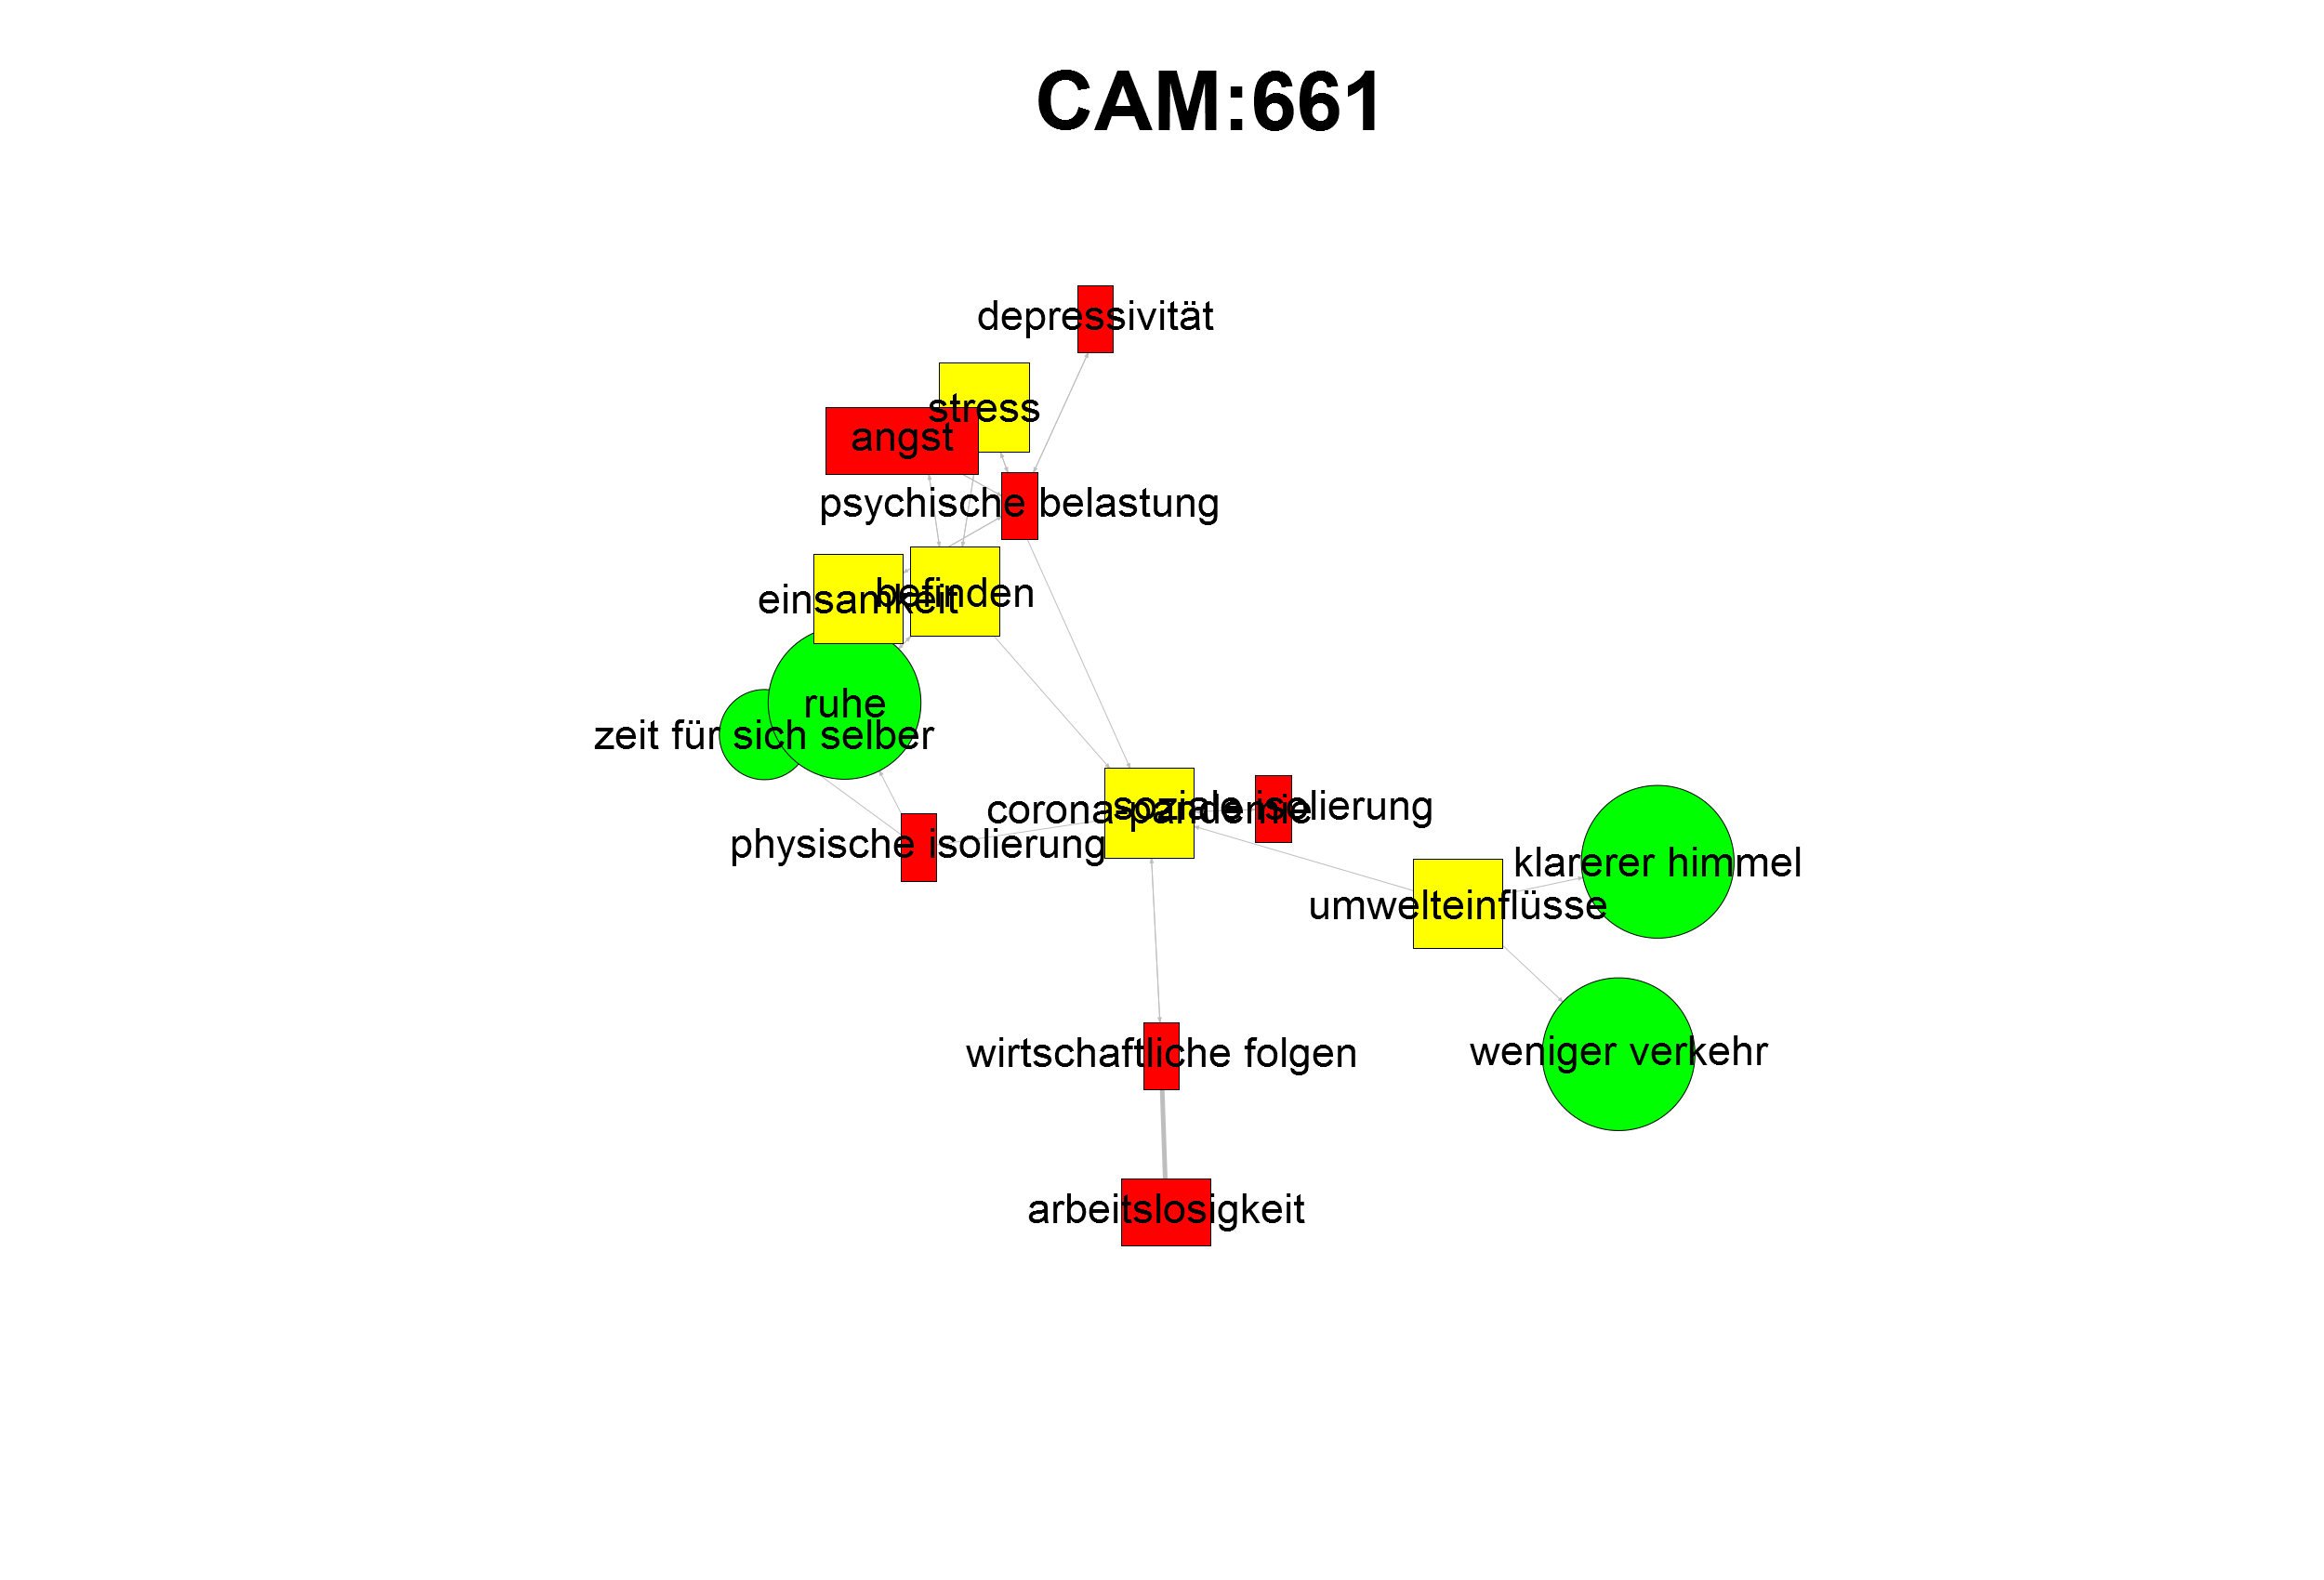 CAM:661
depressivität
stress
angst
psychische belastung
befinden
einsamkeit
ruhe
zeit für sich selber
soziale isolierung
corona-pandemie
physische isolierung
klarerer himmel
umwelteinflüsse
weniger verkehr
wirtschaftliche folgen
arbeitslosigkeit